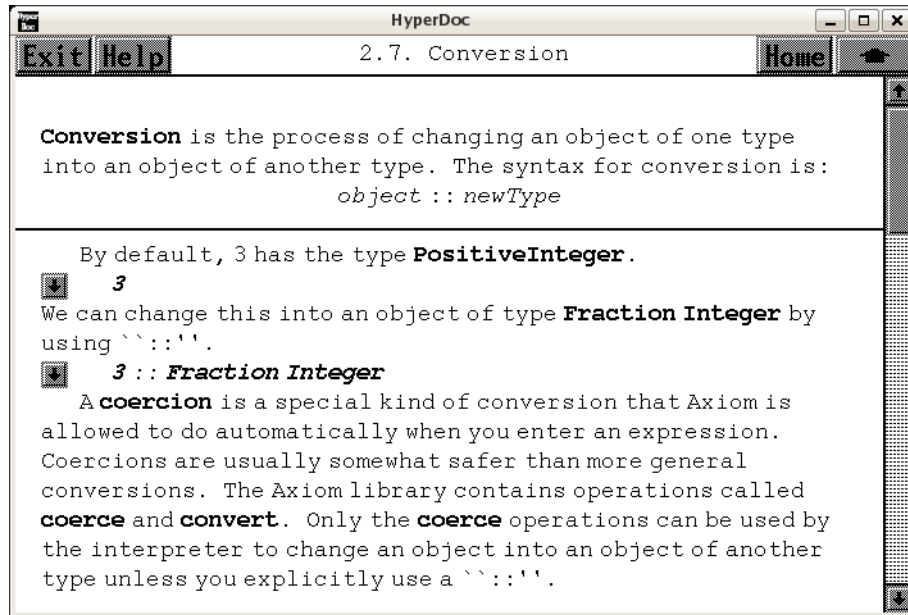 Hyper
Doc
HyperDoc
Exit Help 2.7. Conversion Home
Conversion is the process of changing an object of one type
into an object of another type. The syntax for conversion is:
object :: newType
By default, 3 has the type PositiveInteger.
3
We can change this into an object of type Fraction Integer by
using ``::''.
3 :: Fraction Integer
A coercion is a special kind of conversion that Axiom is
allowed to do automatically when you enter an expression.
Coercions are usually somewhat safer than more general
conversions. The Axiom library contains operations called
coerce and convert. Only the coerce operations can be used by
the interpreter to change an object into an object of another
type unless you explicitly use a ``::''.